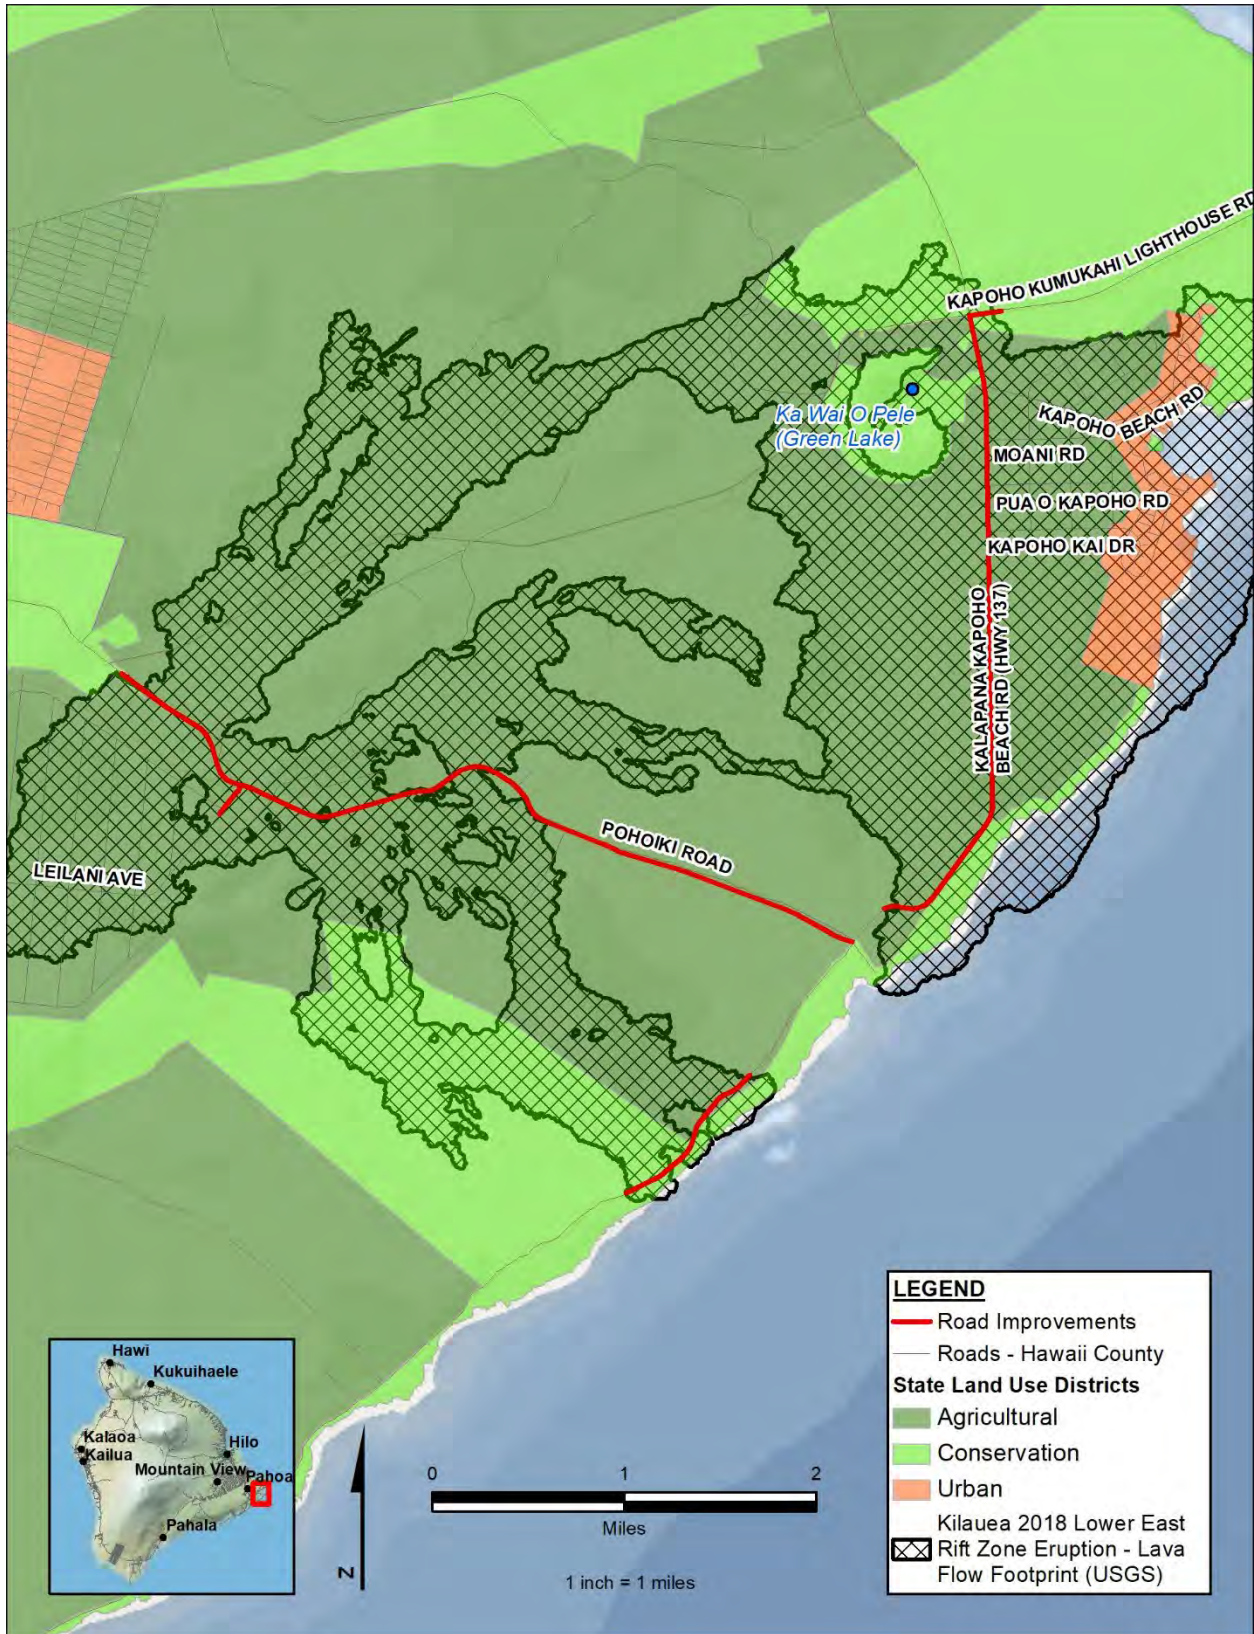 KAPOHO KUMUKAHI LIGHTHOUSE RD
Ka Wai O Pele
(Green Lake)
KAPOHO BEACH RD
MOANI RD
PUA O KAPOHO RD
KAPOHO KAI DR
KALAPANA KAPOHO
BEACH RD (HWY 137)
POHOIKI ROAD
LEILANI AVE
LEGEND
Road Improvements
Roads - Hawaii County
State Land Use Districts
Agricultural
Conservation
Urban
Kilauea 2018 Lower East
Rift Zone Eruption - Lava
Flow Footprint (USGS)
Hawi
Kukuihaele
Kalaoa
Kailua
Hilo
Mountain View
Pahoa
Pahala
N
0 1 2
Miles
1 inch = 1 miles